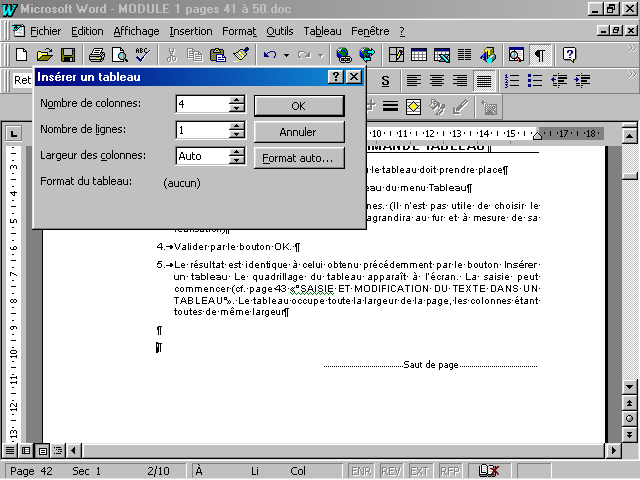 Microsoft Word - MODULE 1 pages 41 à 50.doc
Fichier Edition Affichage Insertion Format Outils Tableau Fenêtre ?
Insérer un tableau
Ret
S
Nombre de colonnes: 4 OK
Nombre de lignes: 1 Annuler
Largeur des colonnes: Auto Format auto...
Format du tableau: (aucun)
·10·ı·11·ı·12·ı·13·ı·14·ı·15·ı·17·ı·18·
MANDE TABLEAU¶
le tableau doit prendre place¶
eau du menu Tableau¶
nes. (Il n'est pas utile de choisir le
agrandira au fur et à mesure de sa
réalisation)¶
4.→Valider par le bouton OK. ¶
5.→Le résultat est identique à celui obtenu précédemment par le bouton Insérer
un tableau Le quadrillage du tableau apparaît à l'écran. La saisie peut
commencer (cf. page 43 «°SAISIE ET MODIFICATION DU TEXTE DANS UN
TABLEAU°». Le tableau occupe toute la largeur de la page, les colonnes étant
toutes de même largeur¶
¶
¶
Saut de page
Page 42 Sec 1 2/10 À Li Col ENR REV EXT RFP